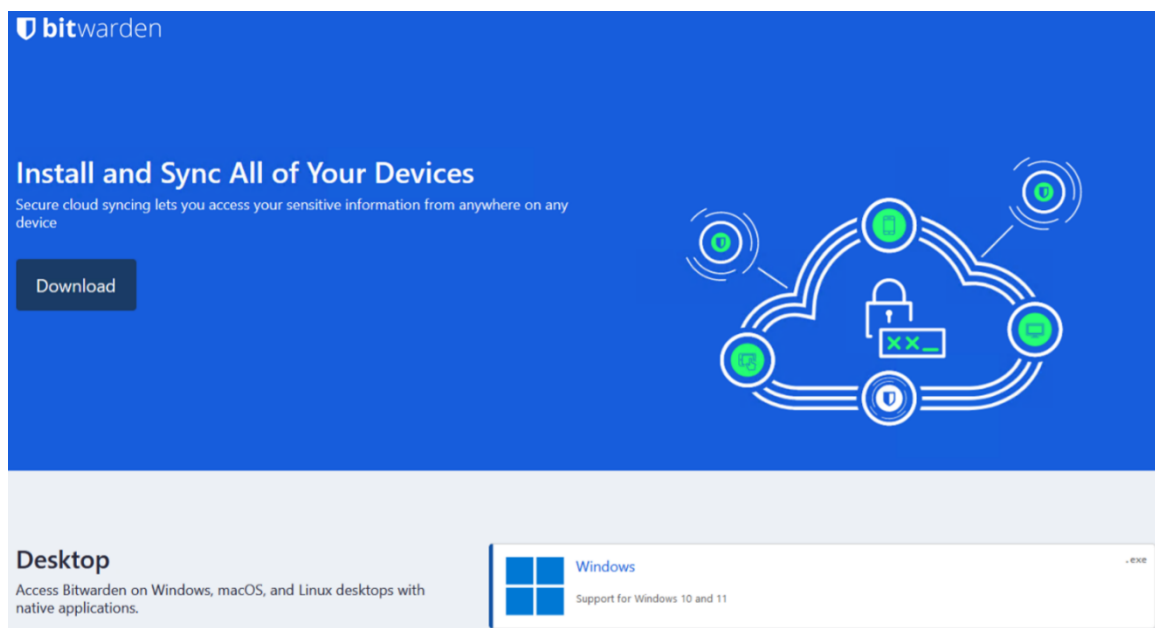 bitwarden
Install and Sync All of Your Devices
Secure cloud syncing lets you access your sensitive information from anywhere on any
device
Download
××_
Desktop
Access Bitwarden on Windows, macOS, and Linux desktops with
native applications.
Windows
.exe
Support for Windows 10 and 11